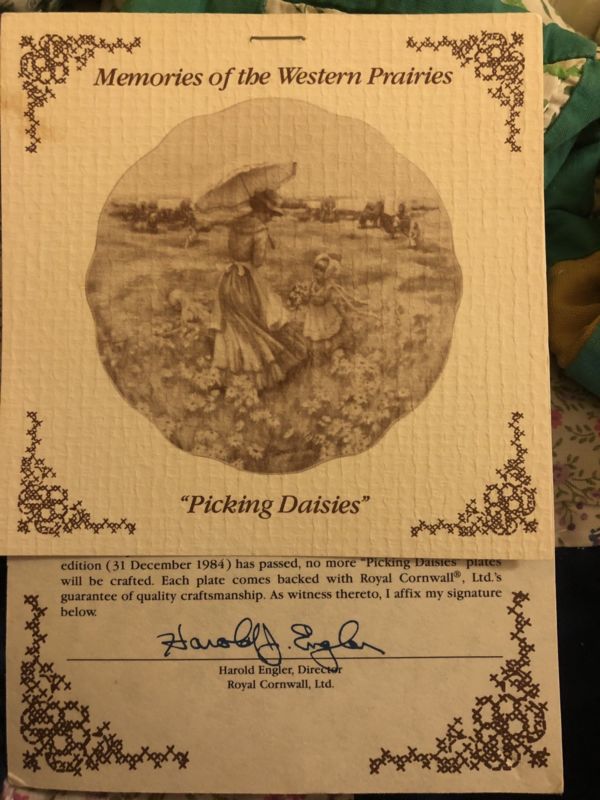 Memories of the Western Prairies
"Picking Daisies"
edition (31 December 1984) has passed, no more "Picking Daisies" plates
will be crafted. Each plate comes backed with Royal Cornwall®, Ltd.'s
guarantee of quality craftsmanship. As witness thereto, I affix my signature
below.
Harold J. Engler
Harold Engler, Director
Royal Cornwall, Ltd.